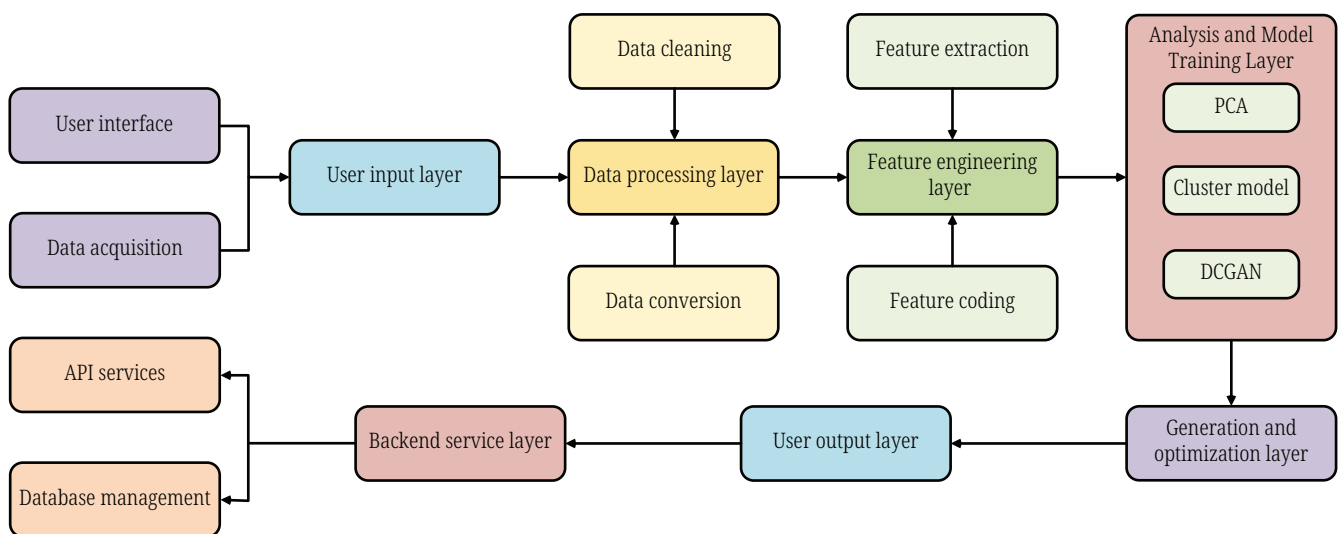 Data cleaning
Feature extraction
Analysis and Model
Training Layer
PCA
User interface
User input layer
Data processing layer
Feature engineering
layer
Cluster model
Data acquisition
DCGAN
Data conversion
Feature coding
API services
Backend service layer
User output layer
Generation and
optimization layer
Database management